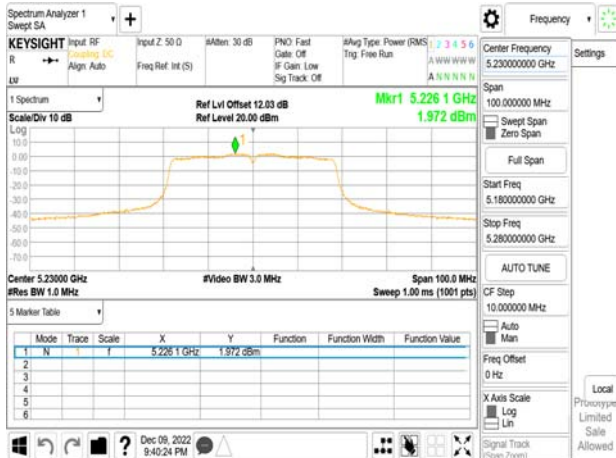 Spectrum Analyzer 1
Swept SA
+
KEYSIGHT
R
LXI
Input: RF
Coupling: DC
Align: Auto
Input Z: 50 Ω
Freq Ref: Int (S)
#Atten: 30 dB
PNO: Fast
Gate: Off
IF Gain: Low
Sig Track: Off
#Avg Type: Power (RMS
Trig: Free Run
1 2 3 4 5 6
A W W W W W
A N N N N N
1 Spectrum
Scale/Div 10 dB
Ref Lvl Offset 12.03 dB
Ref Level 20.00 dBm
Mkr1 5.226 1 GHz
1.972 dBm
Log
10.0
0.00
-10.0
-20.0
-30.0
-40.0
-50.0
-60.0
-70.0
1
Center 5.23000 GHz
#Res BW 1.0 MHz
#Video BW 3.0 MHz
Span 100.0 MHz
Sweep 1.00 ms (1001 pts)
5 Marker Table
Mode Trace Scale X Y Function Function Width Function Value
1 N 1 f 5.226 1 GHz 1.972 dBm
2
3
4
5
6
Dec 09, 2022
9:40:24 PM
Frequency
Settings
Center Frequency
5.230000000 GHz
Span
100.000000 MHz
Swept Span
Zero Span
Full Span
Start Freq
5.180000000 GHz
Stop Freq
5.280000000 GHz
AUTO TUNE
CF Step
10.000000 MHz
Auto
Man
Freq Offset
0 Hz
X Axis Scale
Log
Lin
Signal Track
(Span Zoom)
Local
Prototype
Limited
Sale
Allowed